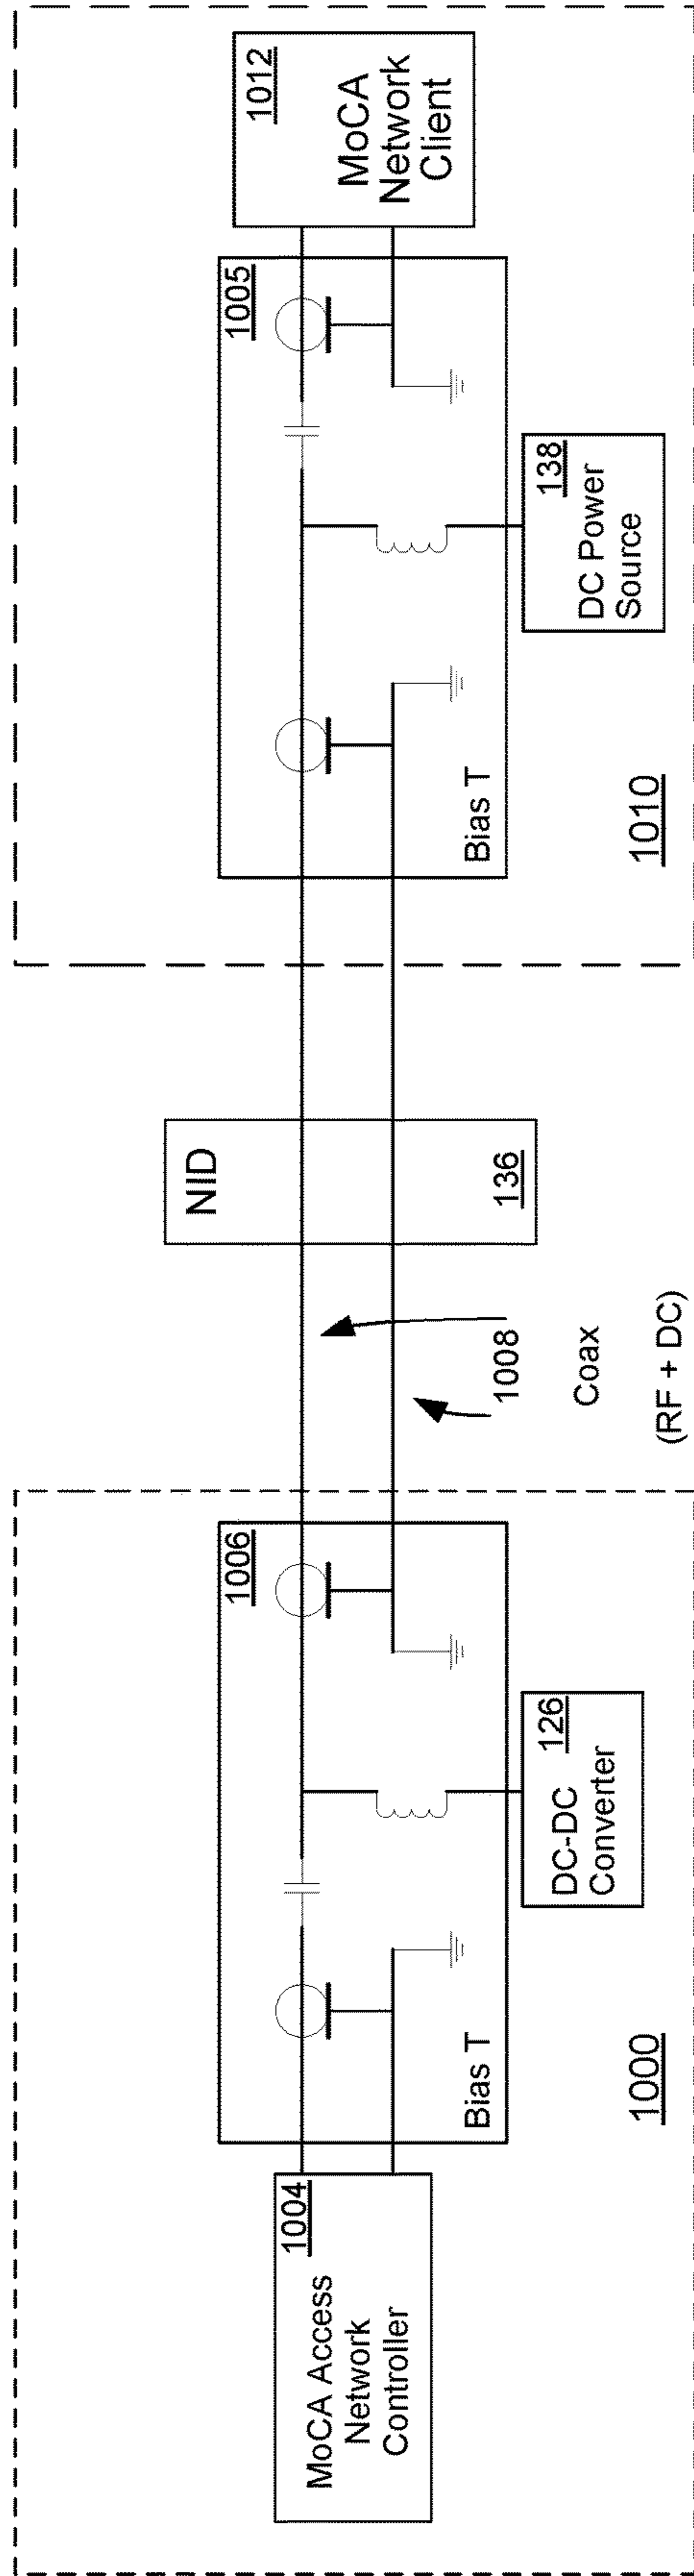 1004
MoCA Access
Network
Controller
1006
Bias T
126
DC-DC
Converter
1000
1008
Coax
(RF + DC)
NID
136
1005
Bias T
138
DC Power
Source
1010
1012
MoCA
Network
Client